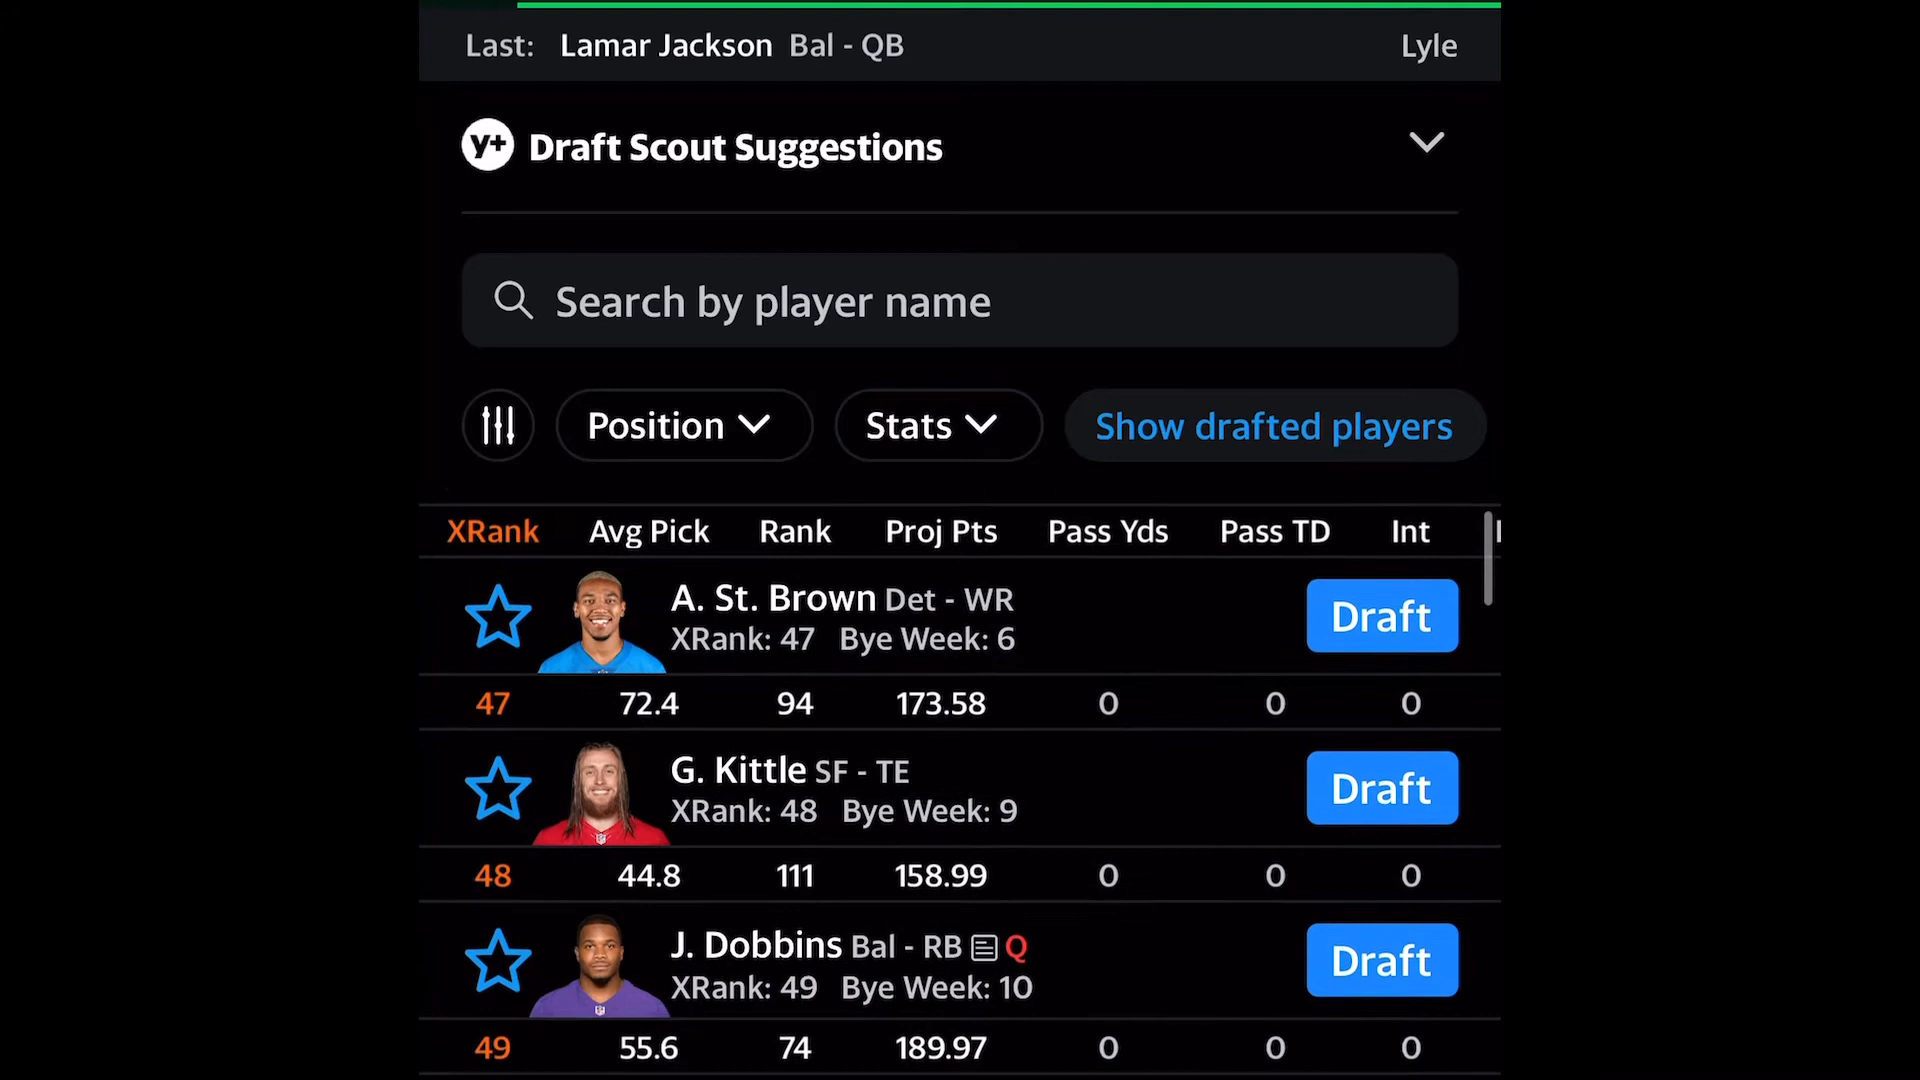 Last: Lamar Jackson Bal - QB Lyle
y+ Draft Scout Suggestions
Search by player name
Position Stats Show drafted players
XRank Avg Pick Rank Proj Pts Pass Yds Pass TD Int
A. St. Brown Det - WR
XRank: 47 Bye Week: 6
Draft
47 72.4 94 173.58 0 0 0
G. Kittle SF - TE
XRank: 48 Bye Week: 9
Draft
48 44.8 111 158.99 0 0 0
J. Dobbins Bal - RB Q
XRank: 49 Bye Week: 10
Draft
49 55.6 74 189.97 0 0 0